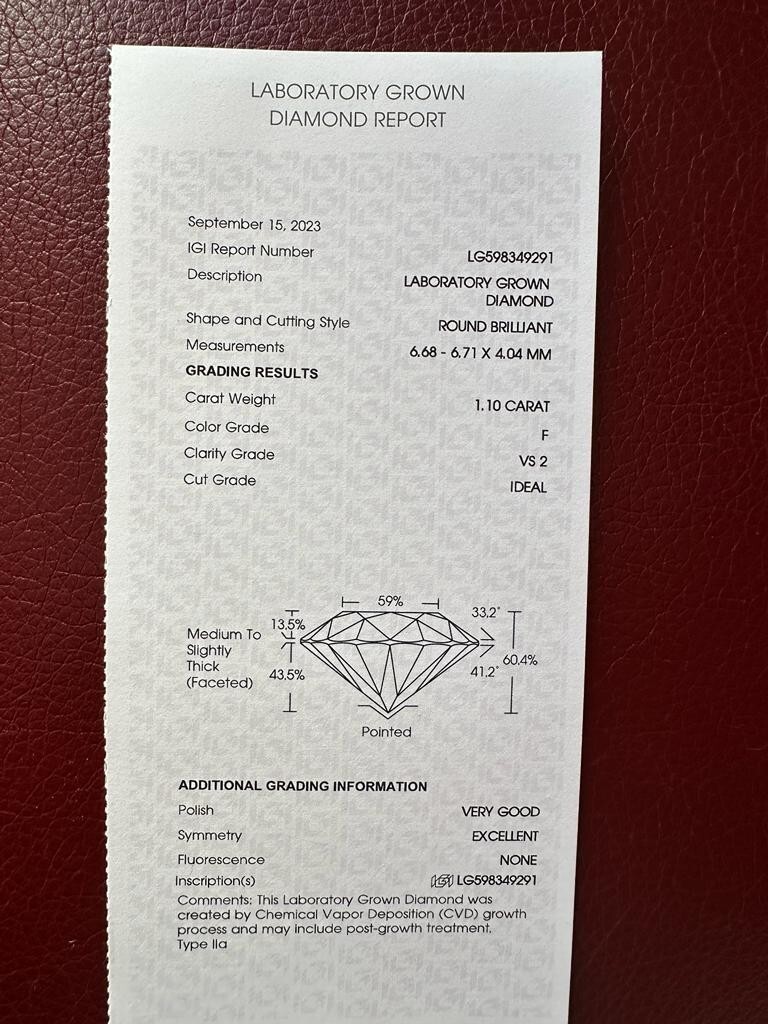 LABORATORY GROWN
DIAMOND REPORT
September 15, 2023
IGI Report Number LG598349291
Description LABORATORY GROWN
DIAMOND
Shape and Cutting Style ROUND BRILLIANT
Measurements 6.68 - 6.71 X 4.04 MM
GRADING RESULTS
Carat Weight 1.10 CARAT
Color Grade F
Clarity Grade VS 2
Cut Grade IDEAL
59%
13.5% 33.2°
Medium To
Slightly
Thick
(Faceted)
43.5% 41.2° 60.4%
Pointed
ADDITIONAL GRADING INFORMATION
Polish VERY GOOD
Symmetry EXCELLENT
Fluorescence NONE
Inscription(s) IGI LG598349291
Comments: This Laboratory Grown Diamond was
created by Chemical Vapor Deposition (CVD) growth
process and may include post-growth treatment.
Type IIa